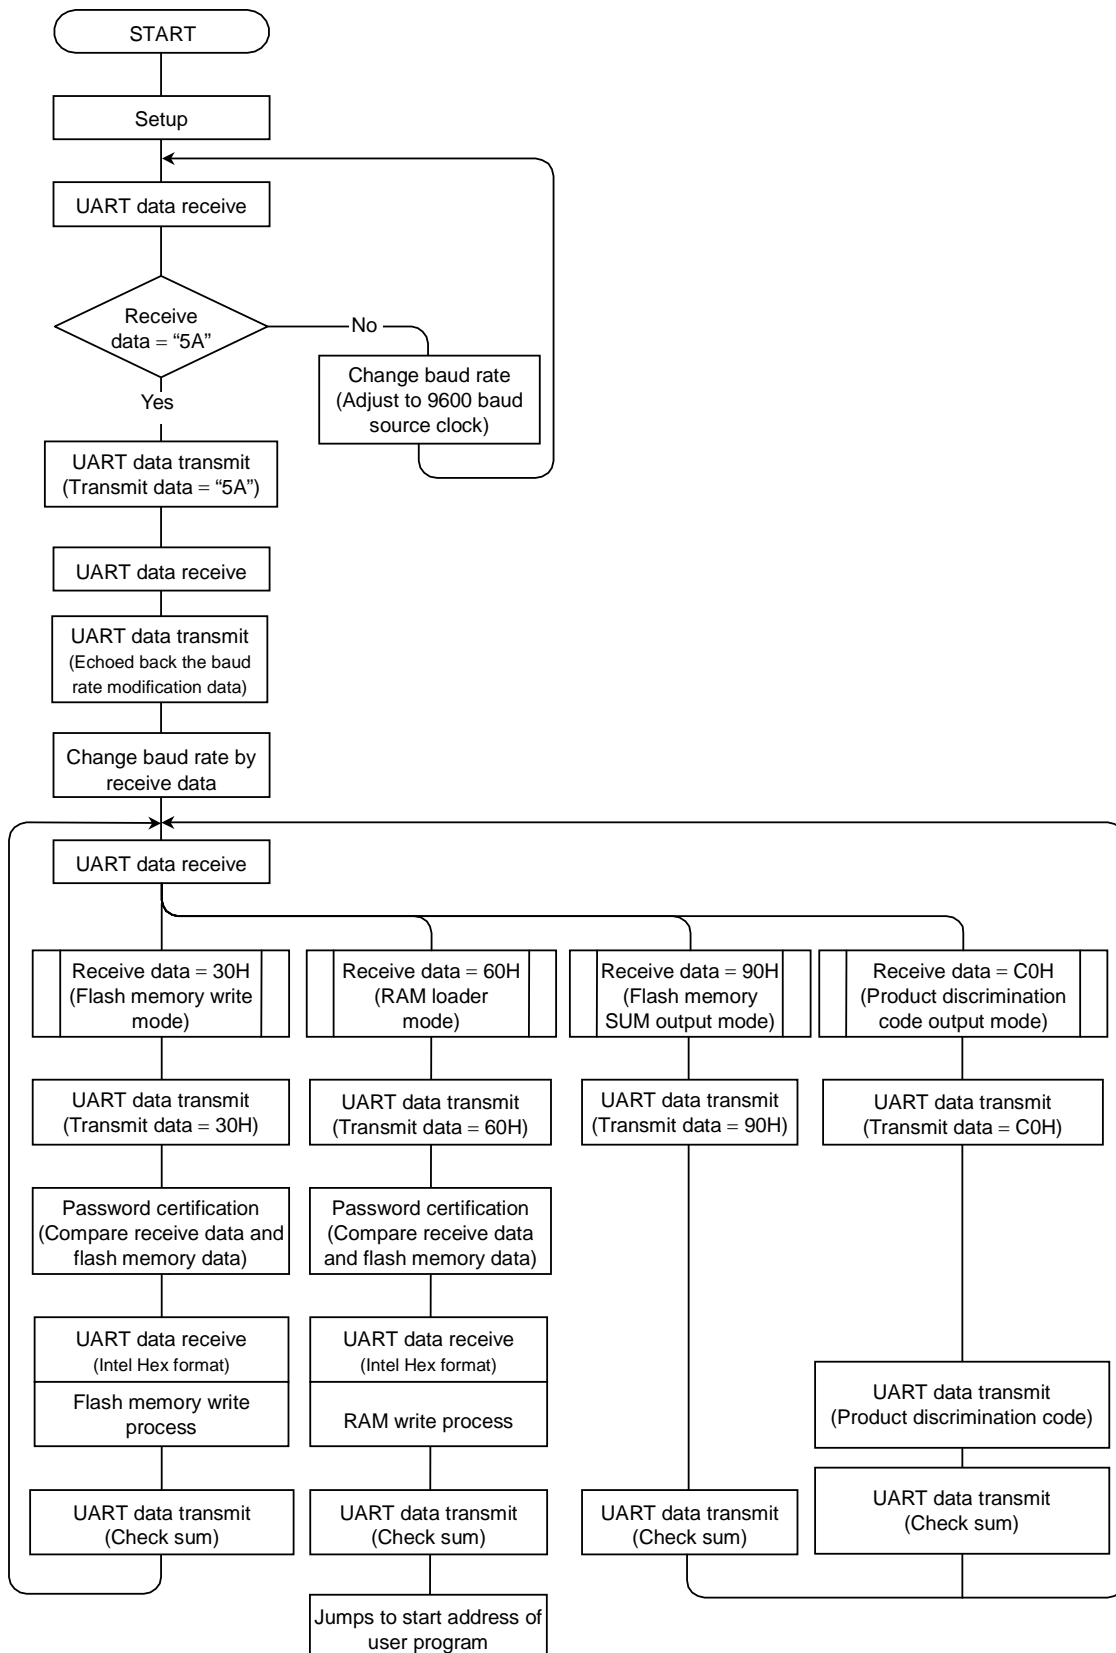 START
Setup
UART data receive
Receive
data = “5A”
No
Change baud rate
(Adjust to 9600 baud
source clock)
Yes
UART data transmit
(Transmit data = “5A”)
UART data receive
UART data transmit
(Echoed back the baud
rate modification data)
Change baud rate by
receive data
UART data receive
Receive data = 30H
(Flash memory write
mode)
Receive data = 60H
(RAM loader
mode)
Receive data = 90H
(Flash memory
SUM output mode)
Receive data = C0H
(Product discrimination
code output mode)
UART data transmit
(Transmit data = 30H)
UART data transmit
(Transmit data = 60H)
UART data transmit
(Transmit data = 90H)
UART data transmit
(Transmit data = C0H)
Password certification
(Compare receive data and
flash memory data)
Password certification
(Compare receive data
and flash memory data)
UART data receive
(Intel Hex format)
Flash memory write
process
UART data receive
(Intel Hex format)
RAM write process
UART data transmit
(Product discrimination code)
UART data transmit
(Check sum)
UART data transmit
(Check sum)
UART data transmit
(Check sum)
UART data transmit
(Check sum)
Jumps to start address of
user program